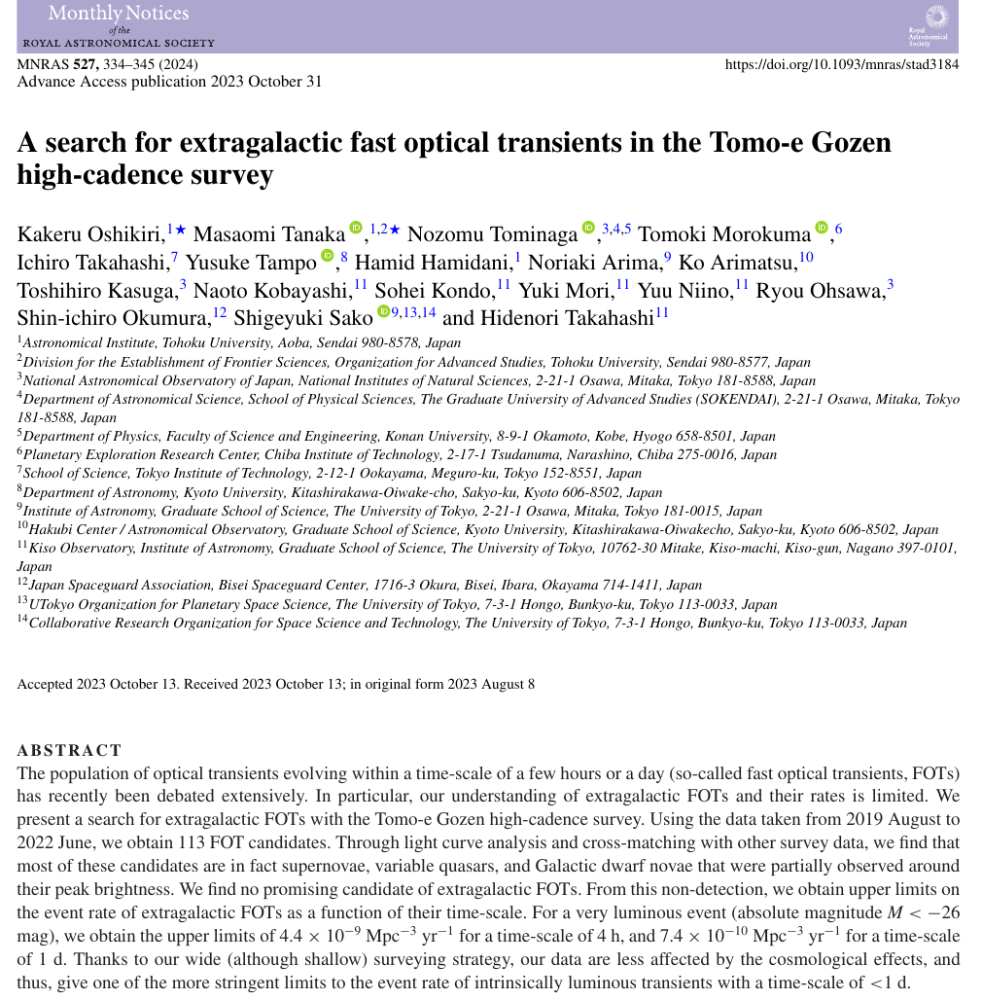 Monthly Notices
of the
ROYAL ASTRONOMICAL SOCIETY
Royal
Astronomical
Society
MNRAS 527, 334–345 (2024)
https://doi.org/10.1093/mnras/stad3184
Advance Access publication 2023 October 31
A search for extragalactic fast optical transients in the Tomo-e Gozen
high-cadence survey
Kakeru Oshikiri,1★ Masaomi Tanaka iD,1,2★ Nozomu Tominaga iD,3,4,5 Tomoki Morokuma iD,6
Ichiro Takahashi,7 Yusuke Tampo iD,8 Hamid Hamidani,1 Noriaki Arima,9 Ko Arimatsu,10
Toshihiro Kasuga,3 Naoto Kobayashi,11 Sohei Kondo,11 Yuki Mori,11 Yuu Niino,11 Ryou Ohsawa,3
Shin-ichiro Okumura,12 Shigeyuki Sako iD9,13,14 and Hidenori Takahashi11
1Astronomical Institute, Tohoku University, Aoba, Sendai 980-8578, Japan
2Division for the Establishment of Frontier Sciences, Organization for Advanced Studies, Tohoku University, Sendai 980-8577, Japan
3National Astronomical Observatory of Japan, National Institutes of Natural Sciences, 2-21-1 Osawa, Mitaka, Tokyo 181-8588, Japan
4Department of Astronomical Science, School of Physical Sciences, The Graduate University of Advanced Studies (SOKENDAI), 2-21-1 Osawa, Mitaka, Tokyo
181-8588, Japan
5Department of Physics, Faculty of Science and Engineering, Konan University, 8-9-1 Okamoto, Kobe, Hyogo 658-8501, Japan
6Planetary Exploration Research Center, Chiba Institute of Technology, 2-17-1 Tsudanuma, Narashino, Chiba 275-0016, Japan
7School of Science, Tokyo Institute of Technology, 2-12-1 Ookayama, Meguro-ku, Tokyo 152-8551, Japan
8Department of Astronomy, Kyoto University, Kitashirakawa-Oiwake-cho, Sakyo-ku, Kyoto 606-8502, Japan
9Institute of Astronomy, Graduate School of Science, The University of Tokyo, 2-21-1 Osawa, Mitaka, Tokyo 181-0015, Japan
10Hakubi Center / Astronomical Observatory, Graduate School of Science, Kyoto University, Kitashirakawa-Oiwakecho, Sakyo-ku, Kyoto 606-8502, Japan
11Kiso Observatory, Institute of Astronomy, Graduate School of Science, The University of Tokyo, 10762-30 Mitake, Kiso-machi, Kiso-gun, Nagano 397-0101,
Japan
12Japan Spaceguard Association, Bisei Spaceguard Center, 1716-3 Okura, Bisei, Ibara, Okayama 714-1411, Japan
13UTokyo Organization for Planetary Space Science, The University of Tokyo, 7-3-1 Hongo, Bunkyo-ku, Tokyo 113-0033, Japan
14Collaborative Research Organization for Space Science and Technology, The University of Tokyo, 7-3-1 Hongo, Bunkyo-ku, Tokyo 113-0033, Japan
Accepted 2023 October 13. Received 2023 October 13; in original form 2023 August 8
ABSTRACT
The population of optical transients evolving within a time-scale of a few hours or a day (so-called fast optical transients, FOTs)
has recently been debated extensively. In particular, our understanding of extragalactic FOTs and their rates is limited. We
present a search for extragalactic FOTs with the Tomo-e Gozen high-cadence survey. Using the data taken from 2019 August to
2022 June, we obtain 113 FOT candidates. Through light curve analysis and cross-matching with other survey data, we find that
most of these candidates are in fact supernovae, variable quasars, and Galactic dwarf novae that were partially observed around
their peak brightness. We find no promising candidate of extragalactic FOTs. From this non-detection, we obtain upper limits on
the event rate of extragalactic FOTs as a function of their time-scale. For a very luminous event (absolute magnitude M < −26
mag), we obtain the upper limits of 4.4 × 10−9 Mpc−3 yr−1 for a time-scale of 4 h, and 7.4 × 10−10 Mpc−3 yr−1 for a time-scale
of 1 d. Thanks to our wide (although shallow) surveying strategy, our data are less affected by the cosmological effects, and
thus, give one of the more stringent limits to the event rate of intrinsically luminous transients with a time-scale of <1 d.